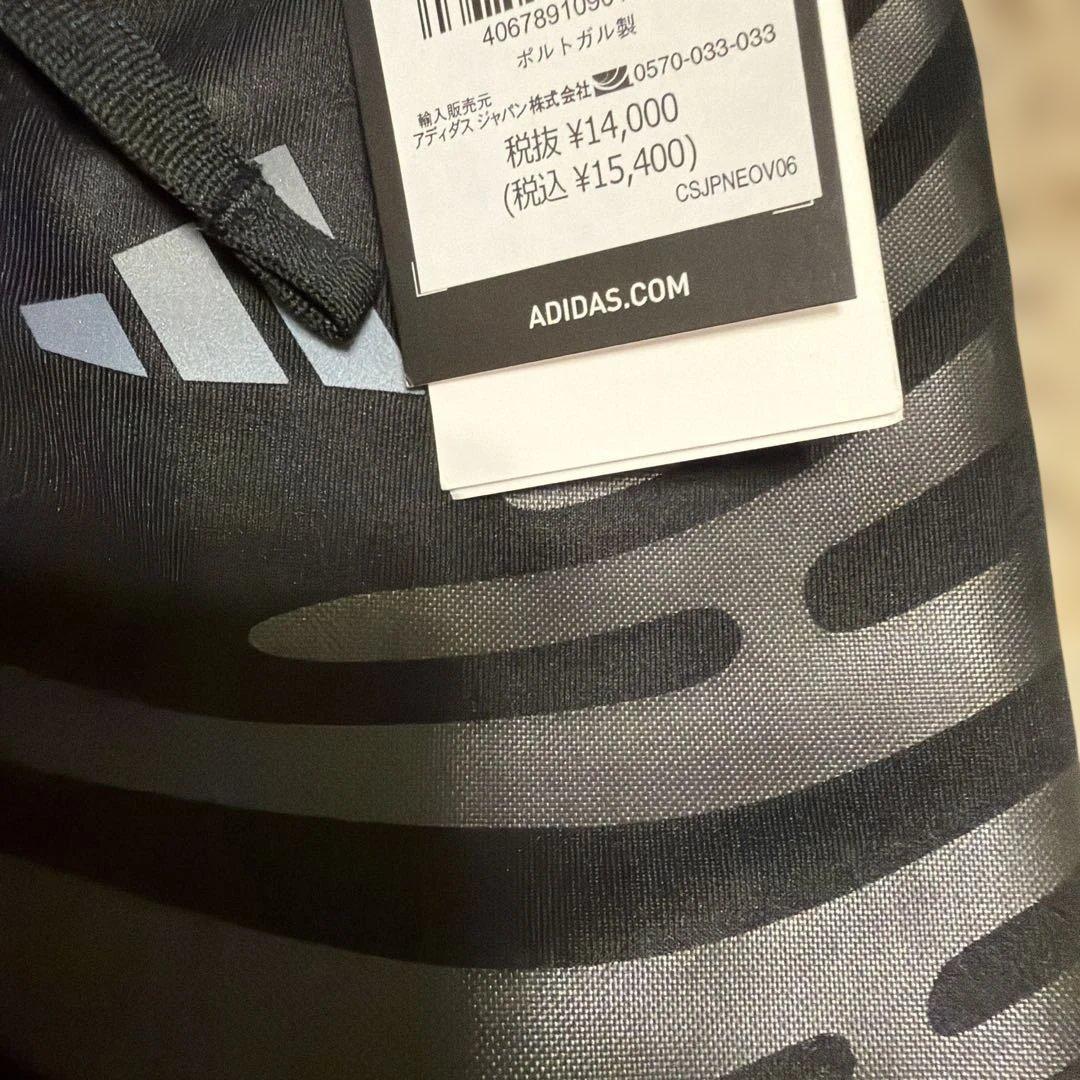 ポルトガル製
輸入販売元
アディダス ジャパン株式会社 0570-033-033
税抜 ¥14,000
(税込 ¥15,400)
CSJPNEOV06
ADIDAS.COM